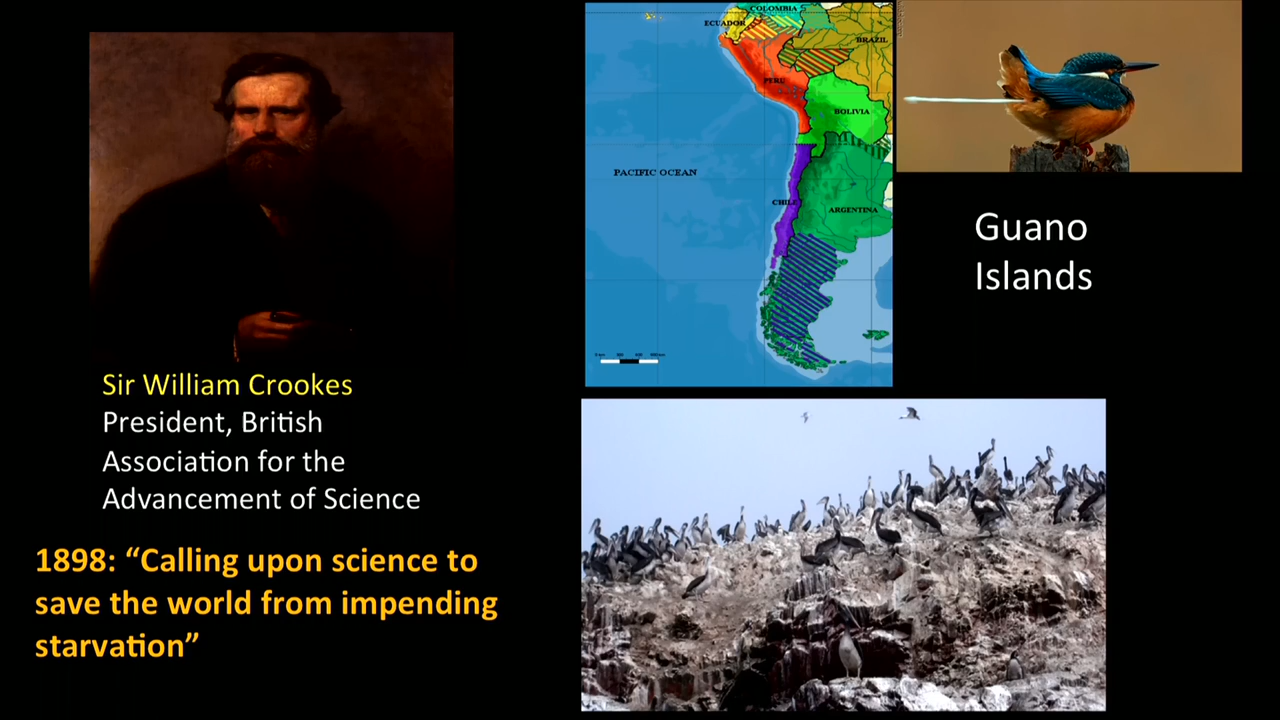 Sir William Crookes
President, British
Association for the
Advancement of Science
1898: “Calling upon science to
save the world from impending
starvation”
COLOMBIA
ECUADOR
BRAZIL
PERU
BOLIVIA
PACIFIC OCEAN
CHILE
ARGENTINA
Guano
Islands